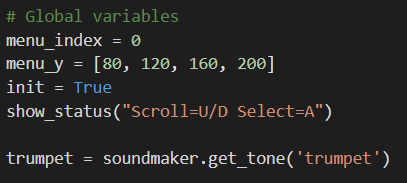 # Global variables
menu_index = 0
menu_y = [80, 120, 160, 200]
init = True
show_status("Scroll=U/D Select=A")
trumpet = soundmaker.get_tone('trumpet')